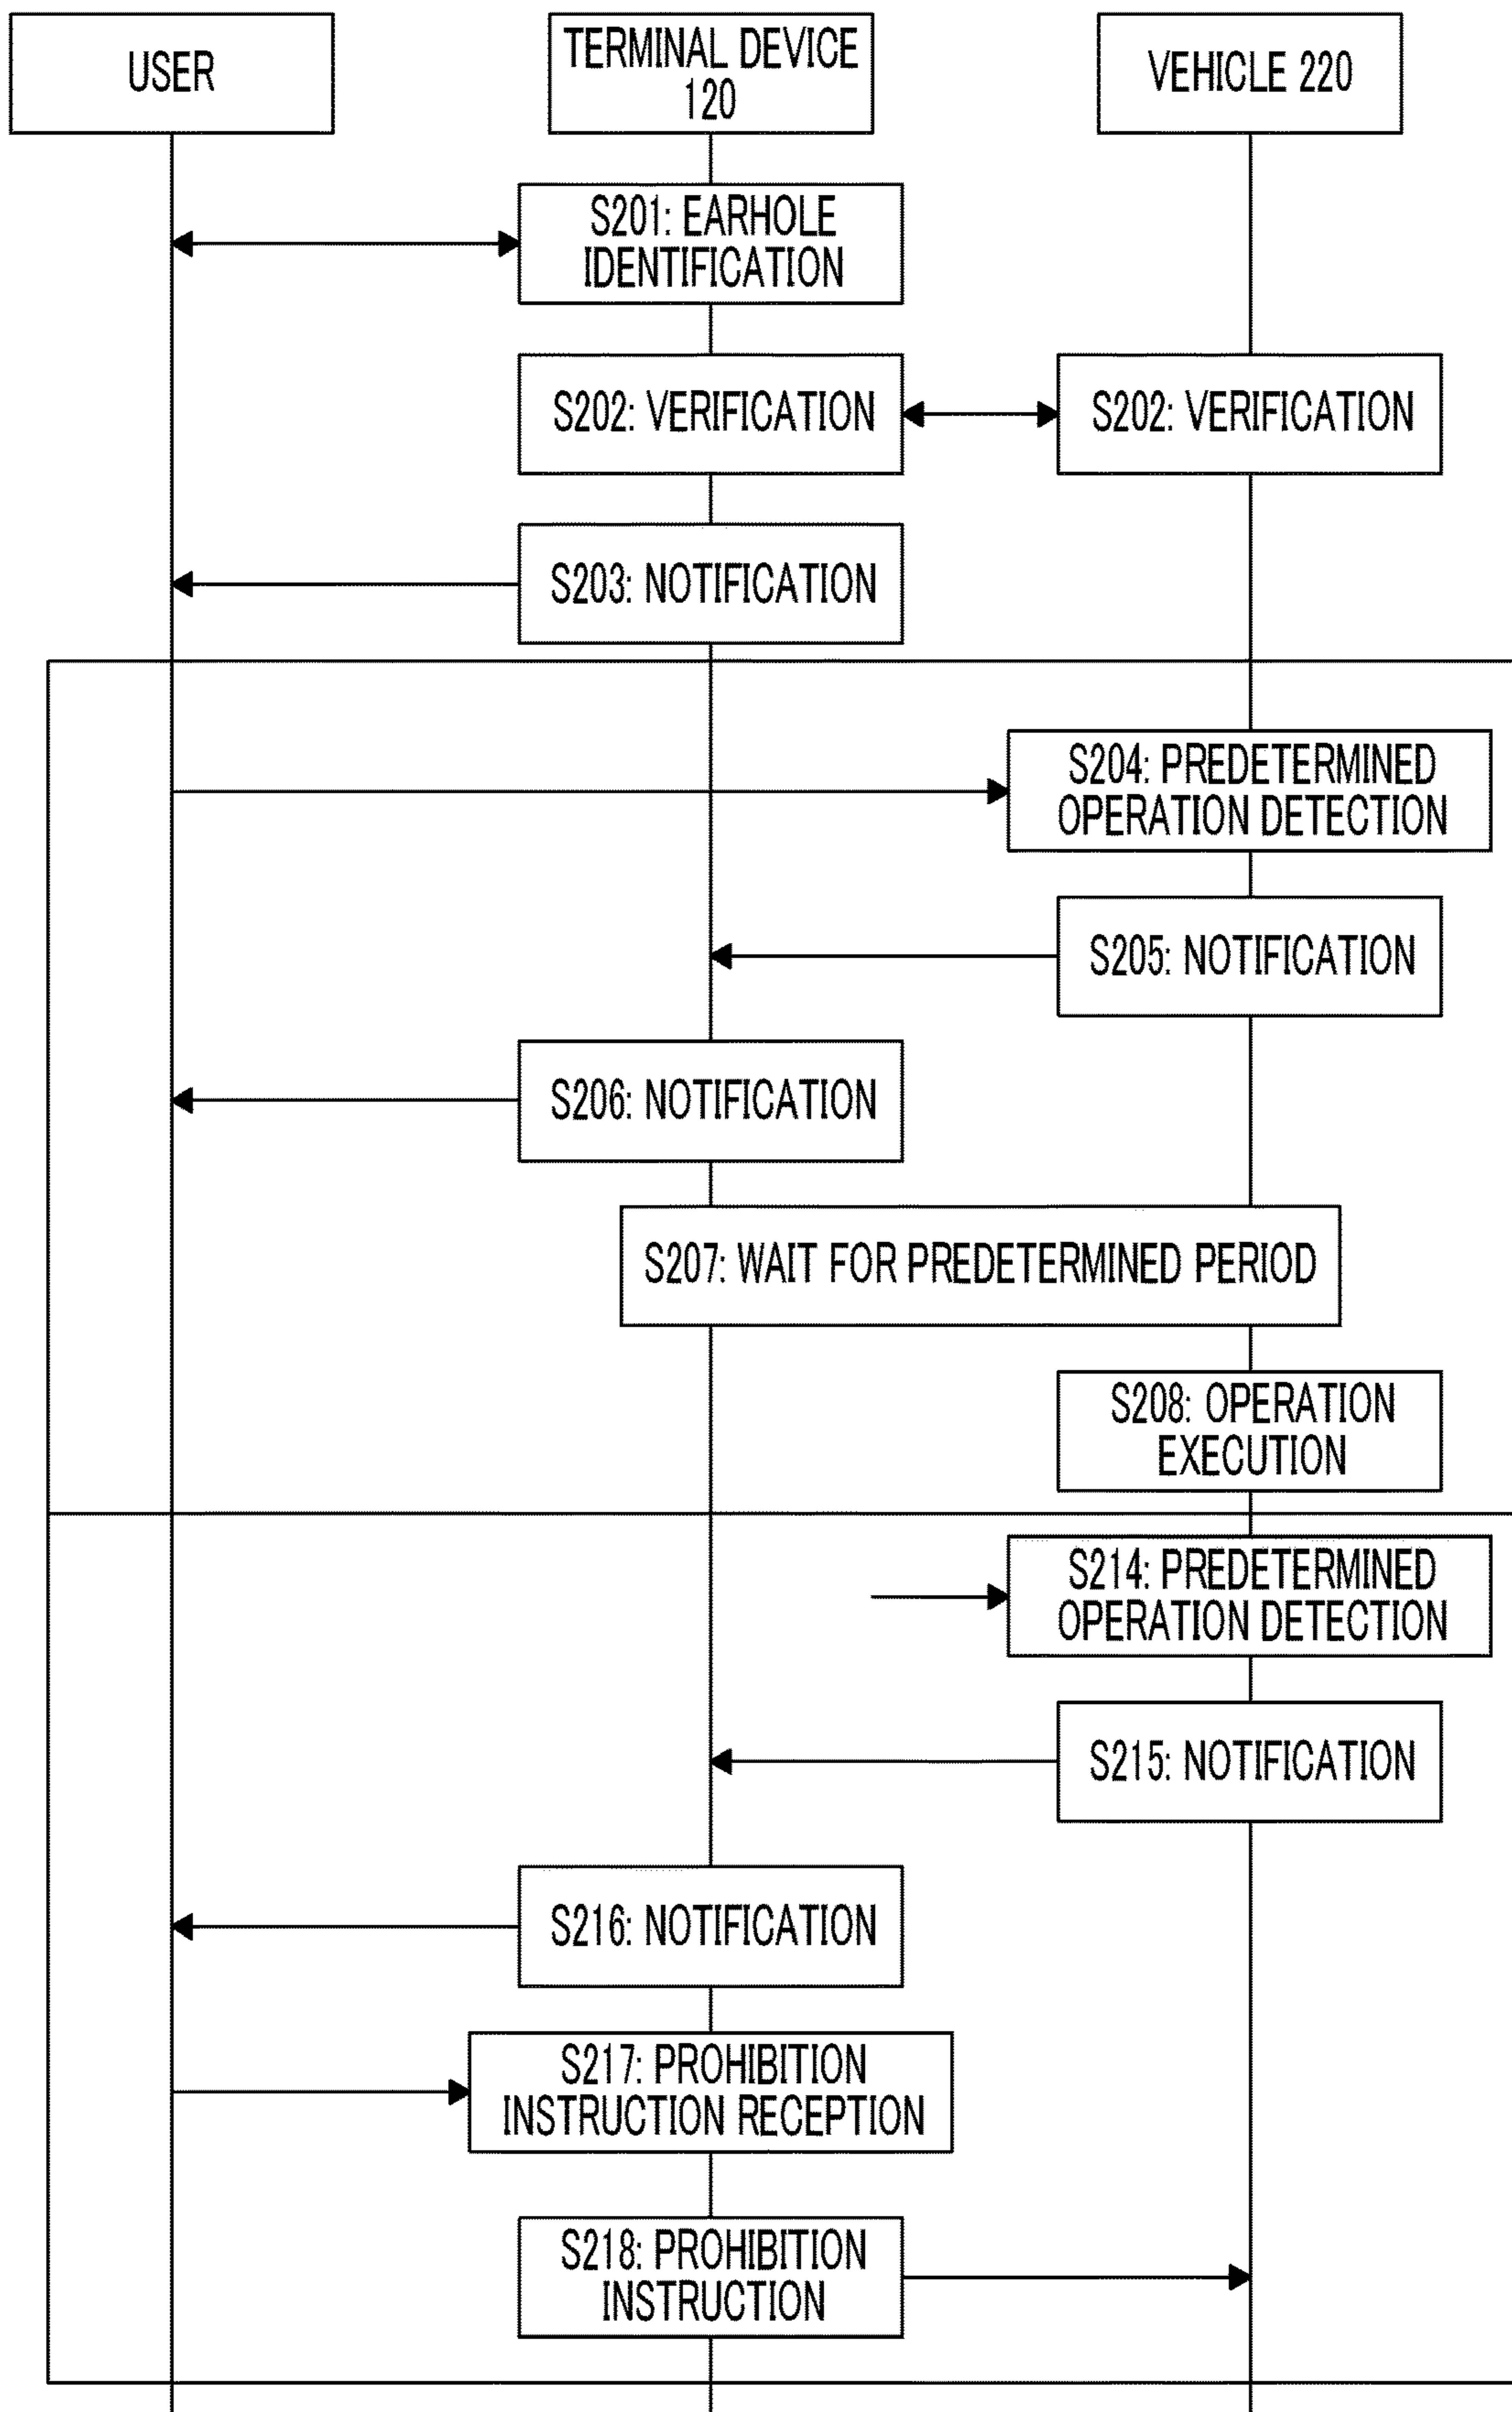 USER
TERMINAL DEVICE
120
VEHICLE 220
S201: EARHOLE
IDENTIFICATION
S202: VERIFICATION
S202: VERIFICATION
S203: NOTIFICATION
S204: PREDETERMINED
OPERATION DETECTION
S205: NOTIFICATION
S206: NOTIFICATION
S207: WAIT FOR PREDETERMINED PERIOD
S208: OPERATION
EXECUTION
S214: PREDETERMINED
OPERATION DETECTION
S215: NOTIFICATION
S216: NOTIFICATION
S217: PROHIBITION
INSTRUCTION RECEPTION
S218: PROHIBITION
INSTRUCTION